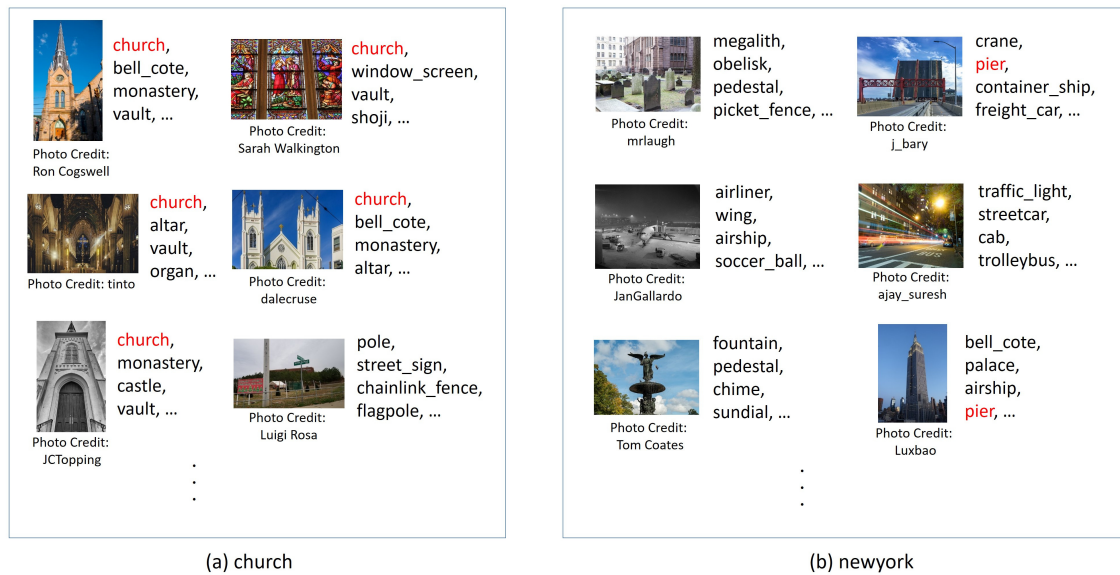 church,
bell_cote,
monastery,
vault, ...
Photo Credit:
Ron Cogswell
church,
window_screen,
vault,
shoji, ...
Photo Credit:
Sarah Walkington
church,
altar,
vault,
organ, ...
Photo Credit: tinto
church,
bell_cote,
monastery,
altar, ...
Photo Credit:
dalecruse
church,
monastery,
castle,
vault, ...
Photo Credit:
JCTopping
pole,
street_sign,
chainlink_fence,
flagpole, ...
Photo Credit:
Luigi Rosa
(a) church
megalith,
obelisk,
pedestal,
picket_fence, ...
Photo Credit:
mrlaugh
crane,
pier,
container_ship,
freight_car, ...
Photo Credit:
j_bary
airliner,
wing,
airship,
soccer_ball, ...
Photo Credit:
JanGallardo
traffic_light,
streetcar,
cab,
trolleybus, ...
Photo Credit:
ajay_suresh
BUS
fountain,
pedestal,
chime,
sundial, ...
Photo Credit:
Tom Coates
bell_cote,
palace,
airship,
pier, ...
Photo Credit:
Luxbao
(b) newyork